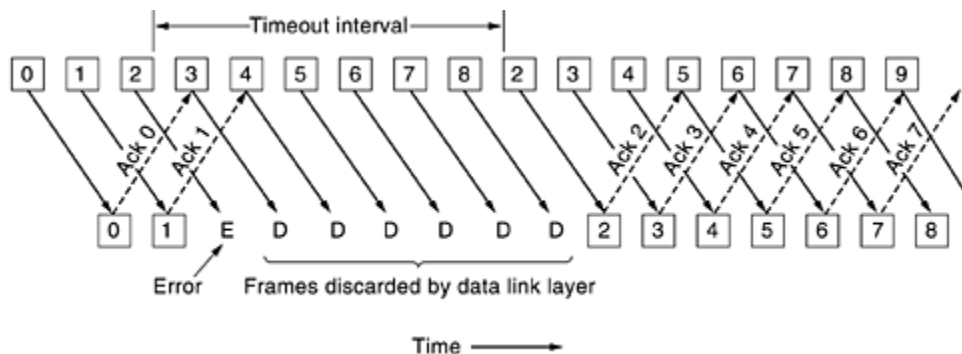 Timeout interval
0 1 2 3 4 5 6 7 8 2 3 4 5 6 7 8 9
Ack 0 Ack 1 Ack 2 Ack 3 Ack 4 Ack 5 Ack 6 Ack 7
0 1 E D D D D D D 2 3 4 5 6 7 8
Error Frames discarded by data link layer
Time